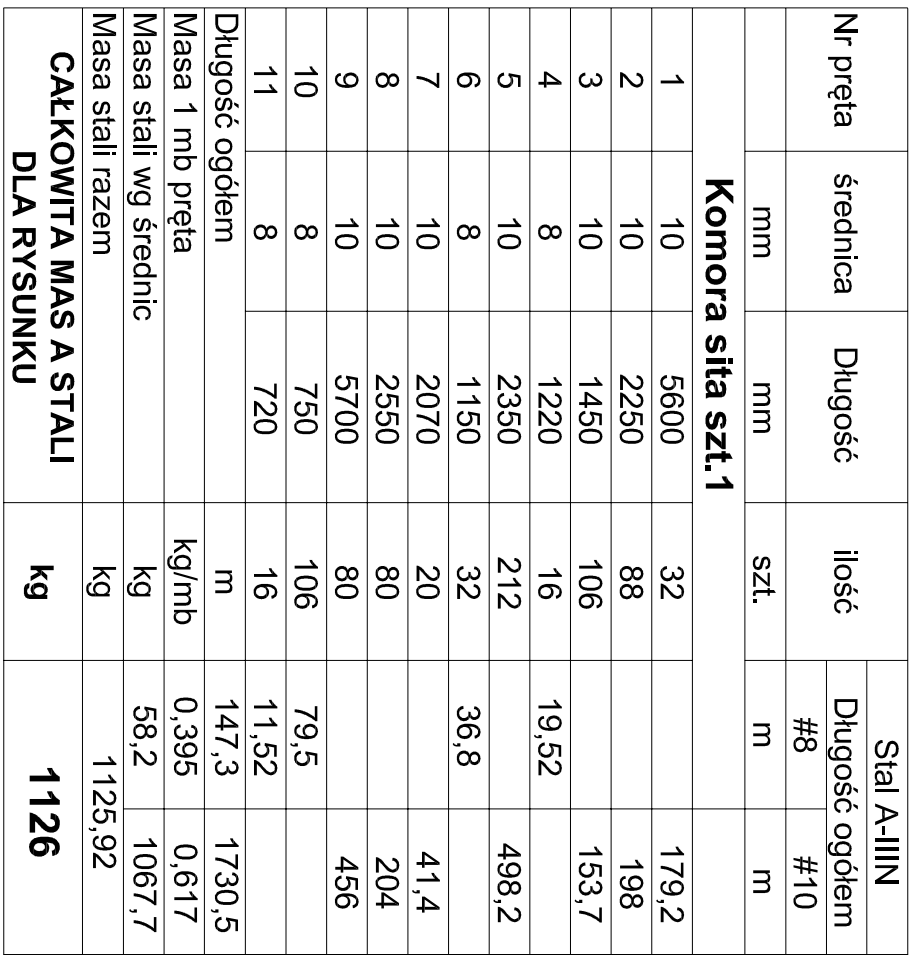 Nr pręta średnica Długość ilość Stal A-IIIN
Długość ogółem
#8 #10
mm mm szt. m m
Komora sita szt.1
1 10 5600 32 179,2
2 10 2250 88 198
3 10 1450 106 153,7
4 8 1220 16 19,52
5 10 2350 212 498,2
6 8 1150 32 36,8
7 10 2070 20 41,4
8 10 2550 80 204
9 10 5700 80 456
10 8 750 106 79,5
11 8 720 16 11,52
Długość ogółem m 147,3 1730,5
Masa 1 mb pręta kg/mb 0,395 0,617
Masa stali wg średnic kg 58,2 1067,7
Masa stali razem kg 1125,92
CAŁKOWITA MAS A STALI
DLA RYSUNKU kg 1126